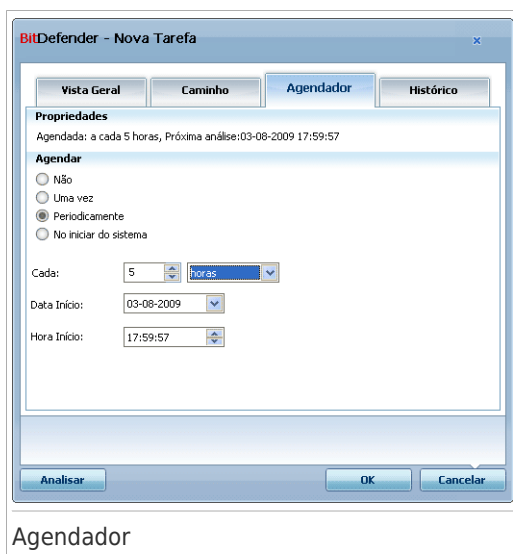 BitDefender - Nova Tarefa
x
Vista Geral
Caminho
Agendador
Histórico
Propriedades
Agendada: a cada 5 horas, Próxima análise:03-08-2009 17:59:57
Agendar
Não
Uma vez
Periodicamente
No iniciar do sistema
Cada: 5 horas
Data Início: 03-08-2009
Hora Início: 17:59:57
Analisar
OK
Cancelar
Agendador